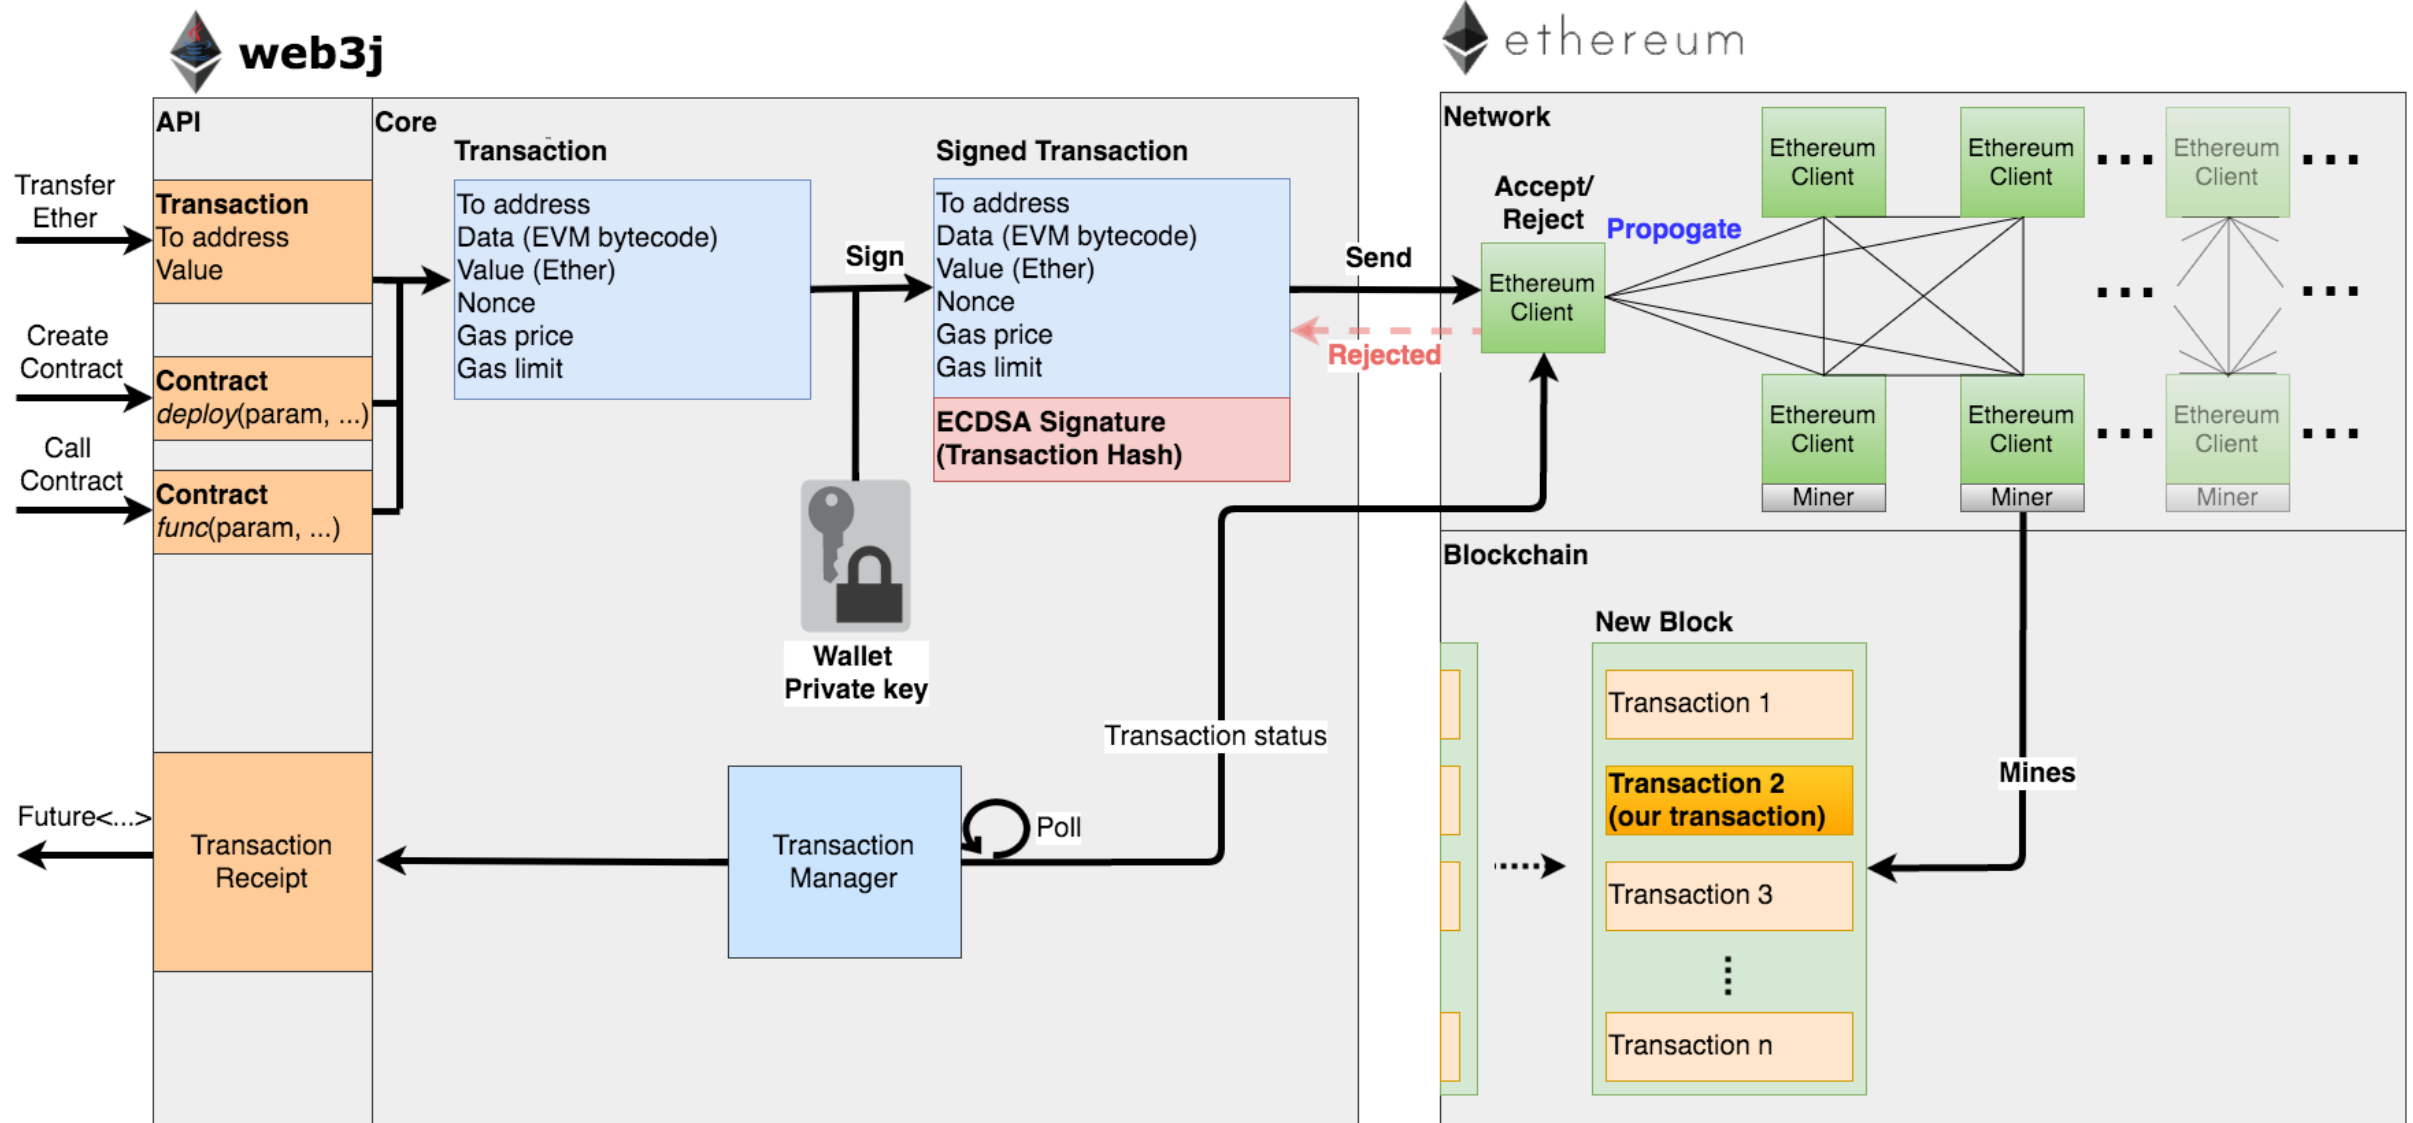 web3j
ethereum
API
Core
Transfer
Ether
Transaction
To address
Value
Create
Contract
Contract
deploy(param, ...)
Call
Contract
Contract
func(param, ...)
Transaction
To address
Data (EVM bytecode)
Value (Ether)
Nonce
Gas price
Gas limit
Sign
Wallet
Private key
Signed Transaction
To address
Data (EVM bytecode)
Value (Ether)
Nonce
Gas price
Gas limit
ECDSA Signature
(Transaction Hash)
Send
Rejected
Network
Accept/
Reject
Ethereum
Client
Propogate
Ethereum
Client
Ethereum
Client
...
Ethereum
Client
...
...
...
Ethereum
Client
Miner
Ethereum
Client
Miner
...
Ethereum
Client
Miner
...
Mines
Blockchain
New Block
Transaction 1
Transaction 2
(our transaction)
Transaction 3
Transaction n
Transaction status
Poll
Transaction
Manager
Transaction
Receipt
Future<...>